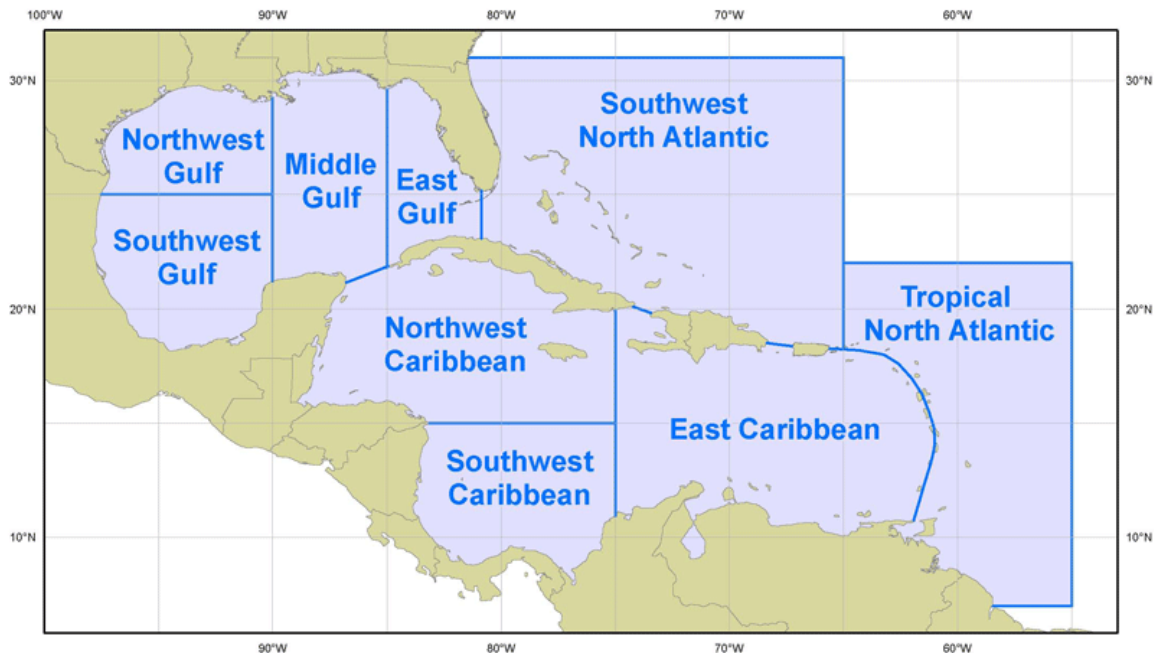 100°W 90°W 80°W 70°W 60°W
30°N 30°N
Southwest
North Atlantic
Northwest
Gulf
Middle
Gulf
East
Gulf
Southwest
Gulf
Tropical
North Atlantic
20°N 20°N
Northwest
Caribbean
East Caribbean
Southwest
Caribbean
10°N 10°N
90°W 80°W 70°W 60°W